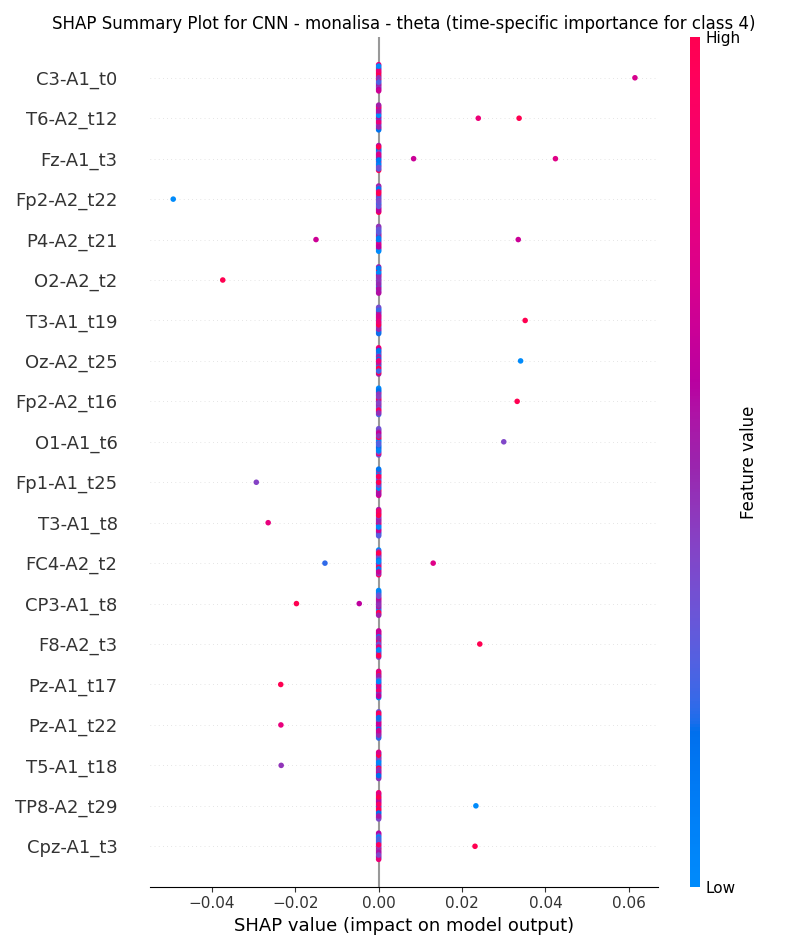 SHAP Summary Plot for CNN - monalisa - theta (time-specific importance for class 4)
High
C3-A1_t0
T6-A2_t12
Fz-A1_t3
Fp2-A2_t22
P4-A2_t21
O2-A2_t2
T3-A1_t19
Oz-A2_t25
Fp2-A2_t16
O1-A1_t6
Fp1-A1_t25
T3-A1_t8
FC4-A2_t2
CP3-A1_t8
F8-A2_t3
Pz-A1_t17
Pz-A1_t22
T5-A1_t18
TP8-A2_t29
Cpz-A1_t3
Feature value
Low
−0.04 −0.02 0.00 0.02 0.04 0.06
SHAP value (impact on model output)